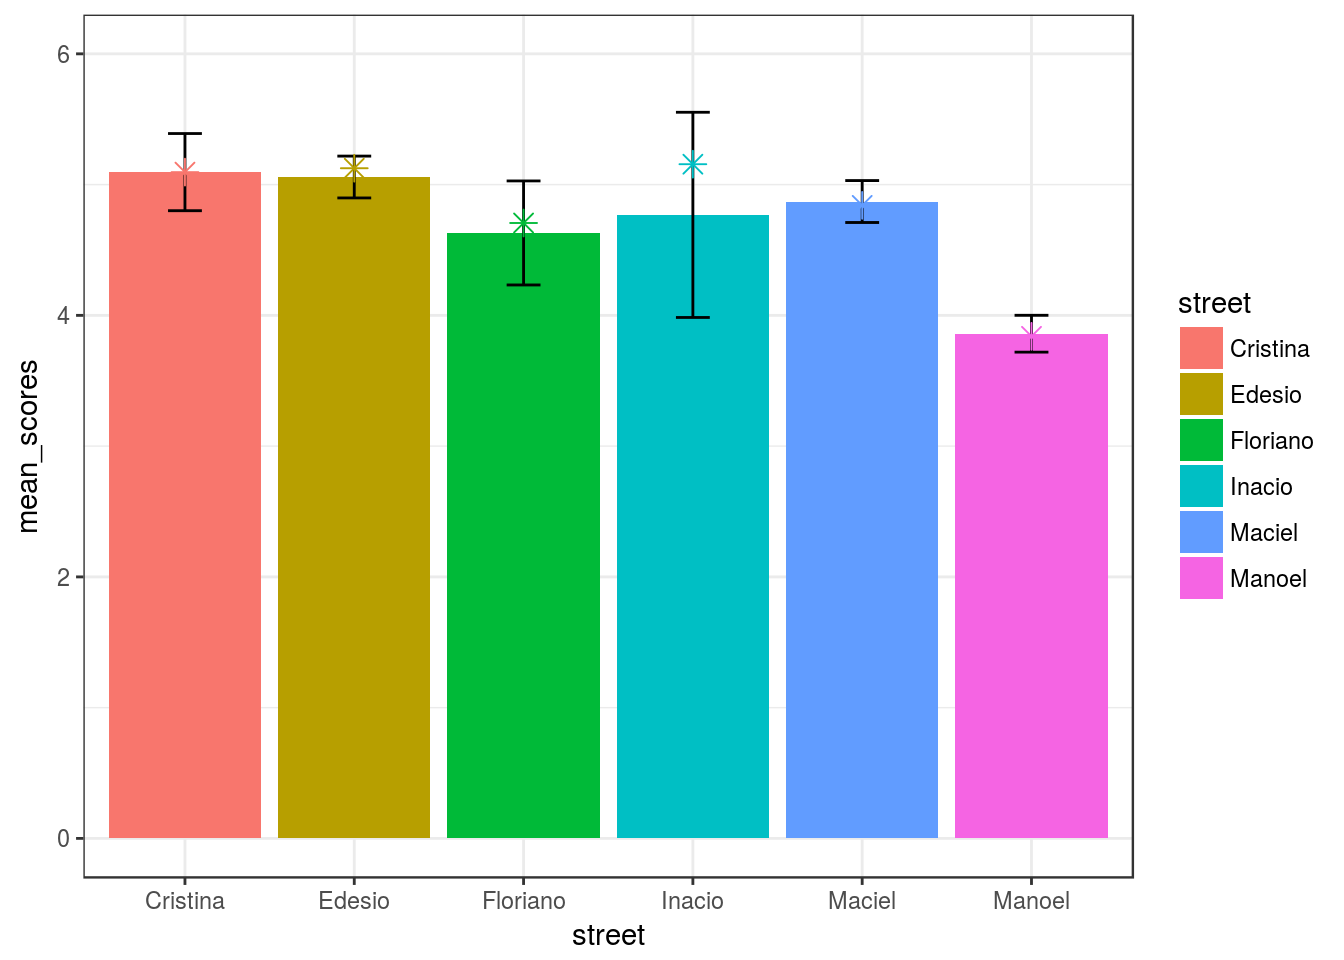 mean_scores
6
4
2
0
Cristina
Edesio
Floriano
Inacio
Maciel
Manoel
street
street
Cristina
Edesio
Floriano
Inacio
Maciel
Manoel